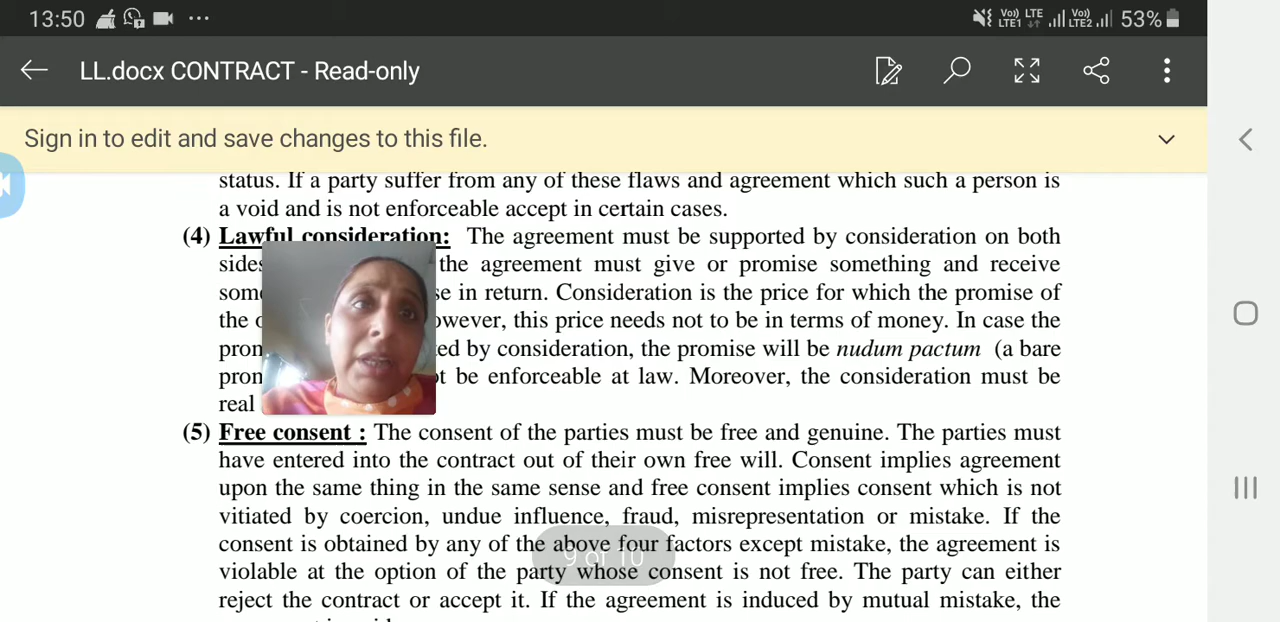 13:50 Vo)) LTE Vo)) 53%
LTE1 LTE2
LL.docx CONTRACT - Read-only
Sign in to edit and save changes to this file.
status. If a party suffer from any of these flaws and agreement which such a person is
a void and is not enforceable accept in certain cases.
(4) Lawful consideration: The agreement must be supported by consideration on both
sides the agreement must give or promise something and receive
in return. Consideration is the price for which the promise of
the this price needs not to be in terms of money. In case the
by consideration, the promise will be nudum pactum (a bare
be enforceable at law. Moreover, the consideration must be
real
(5) Free consent : The consent of the parties must be free and genuine. The parties must
have entered into the contract out of their own free will. Consent implies agreement
upon the same thing in the same sense and free consent implies consent which is not
vitiated by coercion, undue influence, fraud, misrepresentation or mistake. If the
consent is obtained by any of the above four factors except mistake, the agreement is
9 of 10
violable at the option of the party whose consent is not free. The party can either
reject the contract or accept it. If the agreement is induced by mutual mistake, the